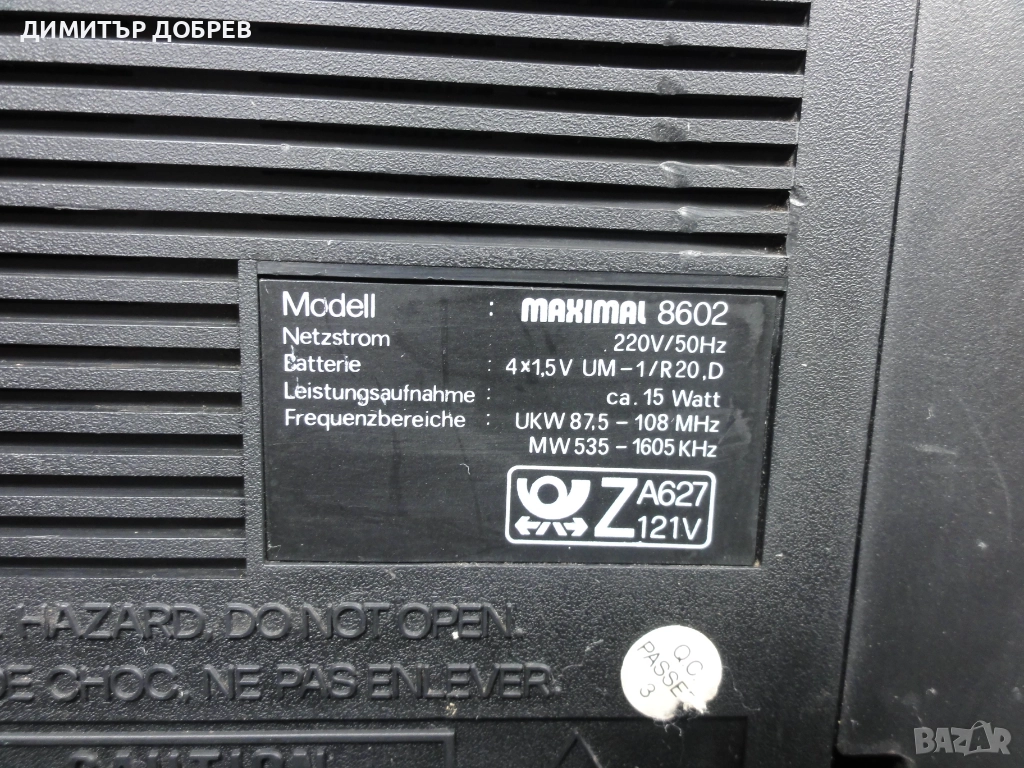 ДИМИТЪР ДОБРЕВ
Modell : MAXIMAL 8602
Netzstrom 220V/50Hz
Batterie : 4×1,5V UM-1/R20,D
Leistungsaufnahme : ca. 15 Watt
Frequenzbereiche : UKW 87,5 - 108 MHz
MW 535 - 1605 KHz
Z A627
121V
HAZARD, DO NOT OPEN.
DE CHOC, NE PAS ENLEVER.
QC
PASSED
3
CAUTION
BAZAR